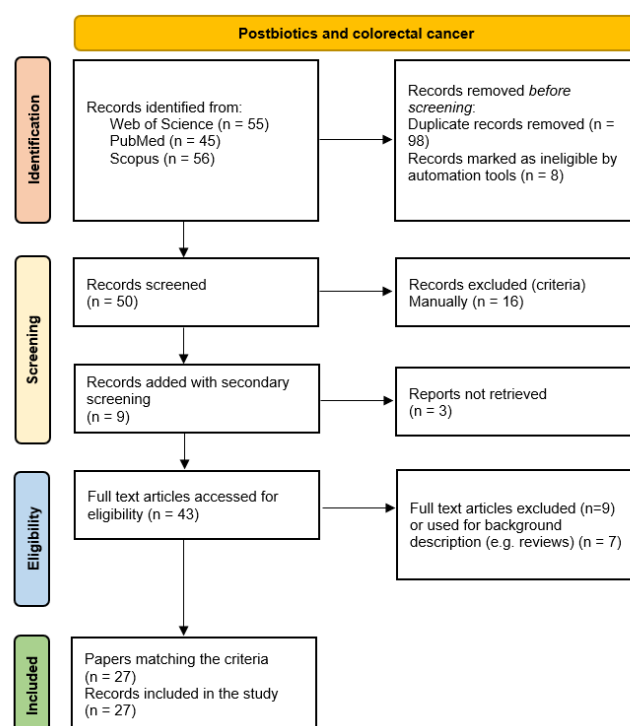 Postbiotics and colorectal cancer
Identification
Records identified from:
Web of Science (n = 55)
PubMed (n = 45)
Scopus (n = 56)
Records removed before
screening:
Duplicate records removed (n =
98)
Records marked as ineligible by
automation tools (n = 8)
Screening
Records screened
(n = 50)
Records excluded (criteria)
Manually (n = 16)
Records added with secondary
screening
(n = 9)
Reports not retrieved
(n = 3)
Eligibility
Full text articles accessed for
eligibility (n = 43)
Full text articles excluded (n=9)
or used for background
description (e.g. reviews) (n = 7)
Included
Papers matching the criteria
(n = 27)
Records included in the study
(n = 27)